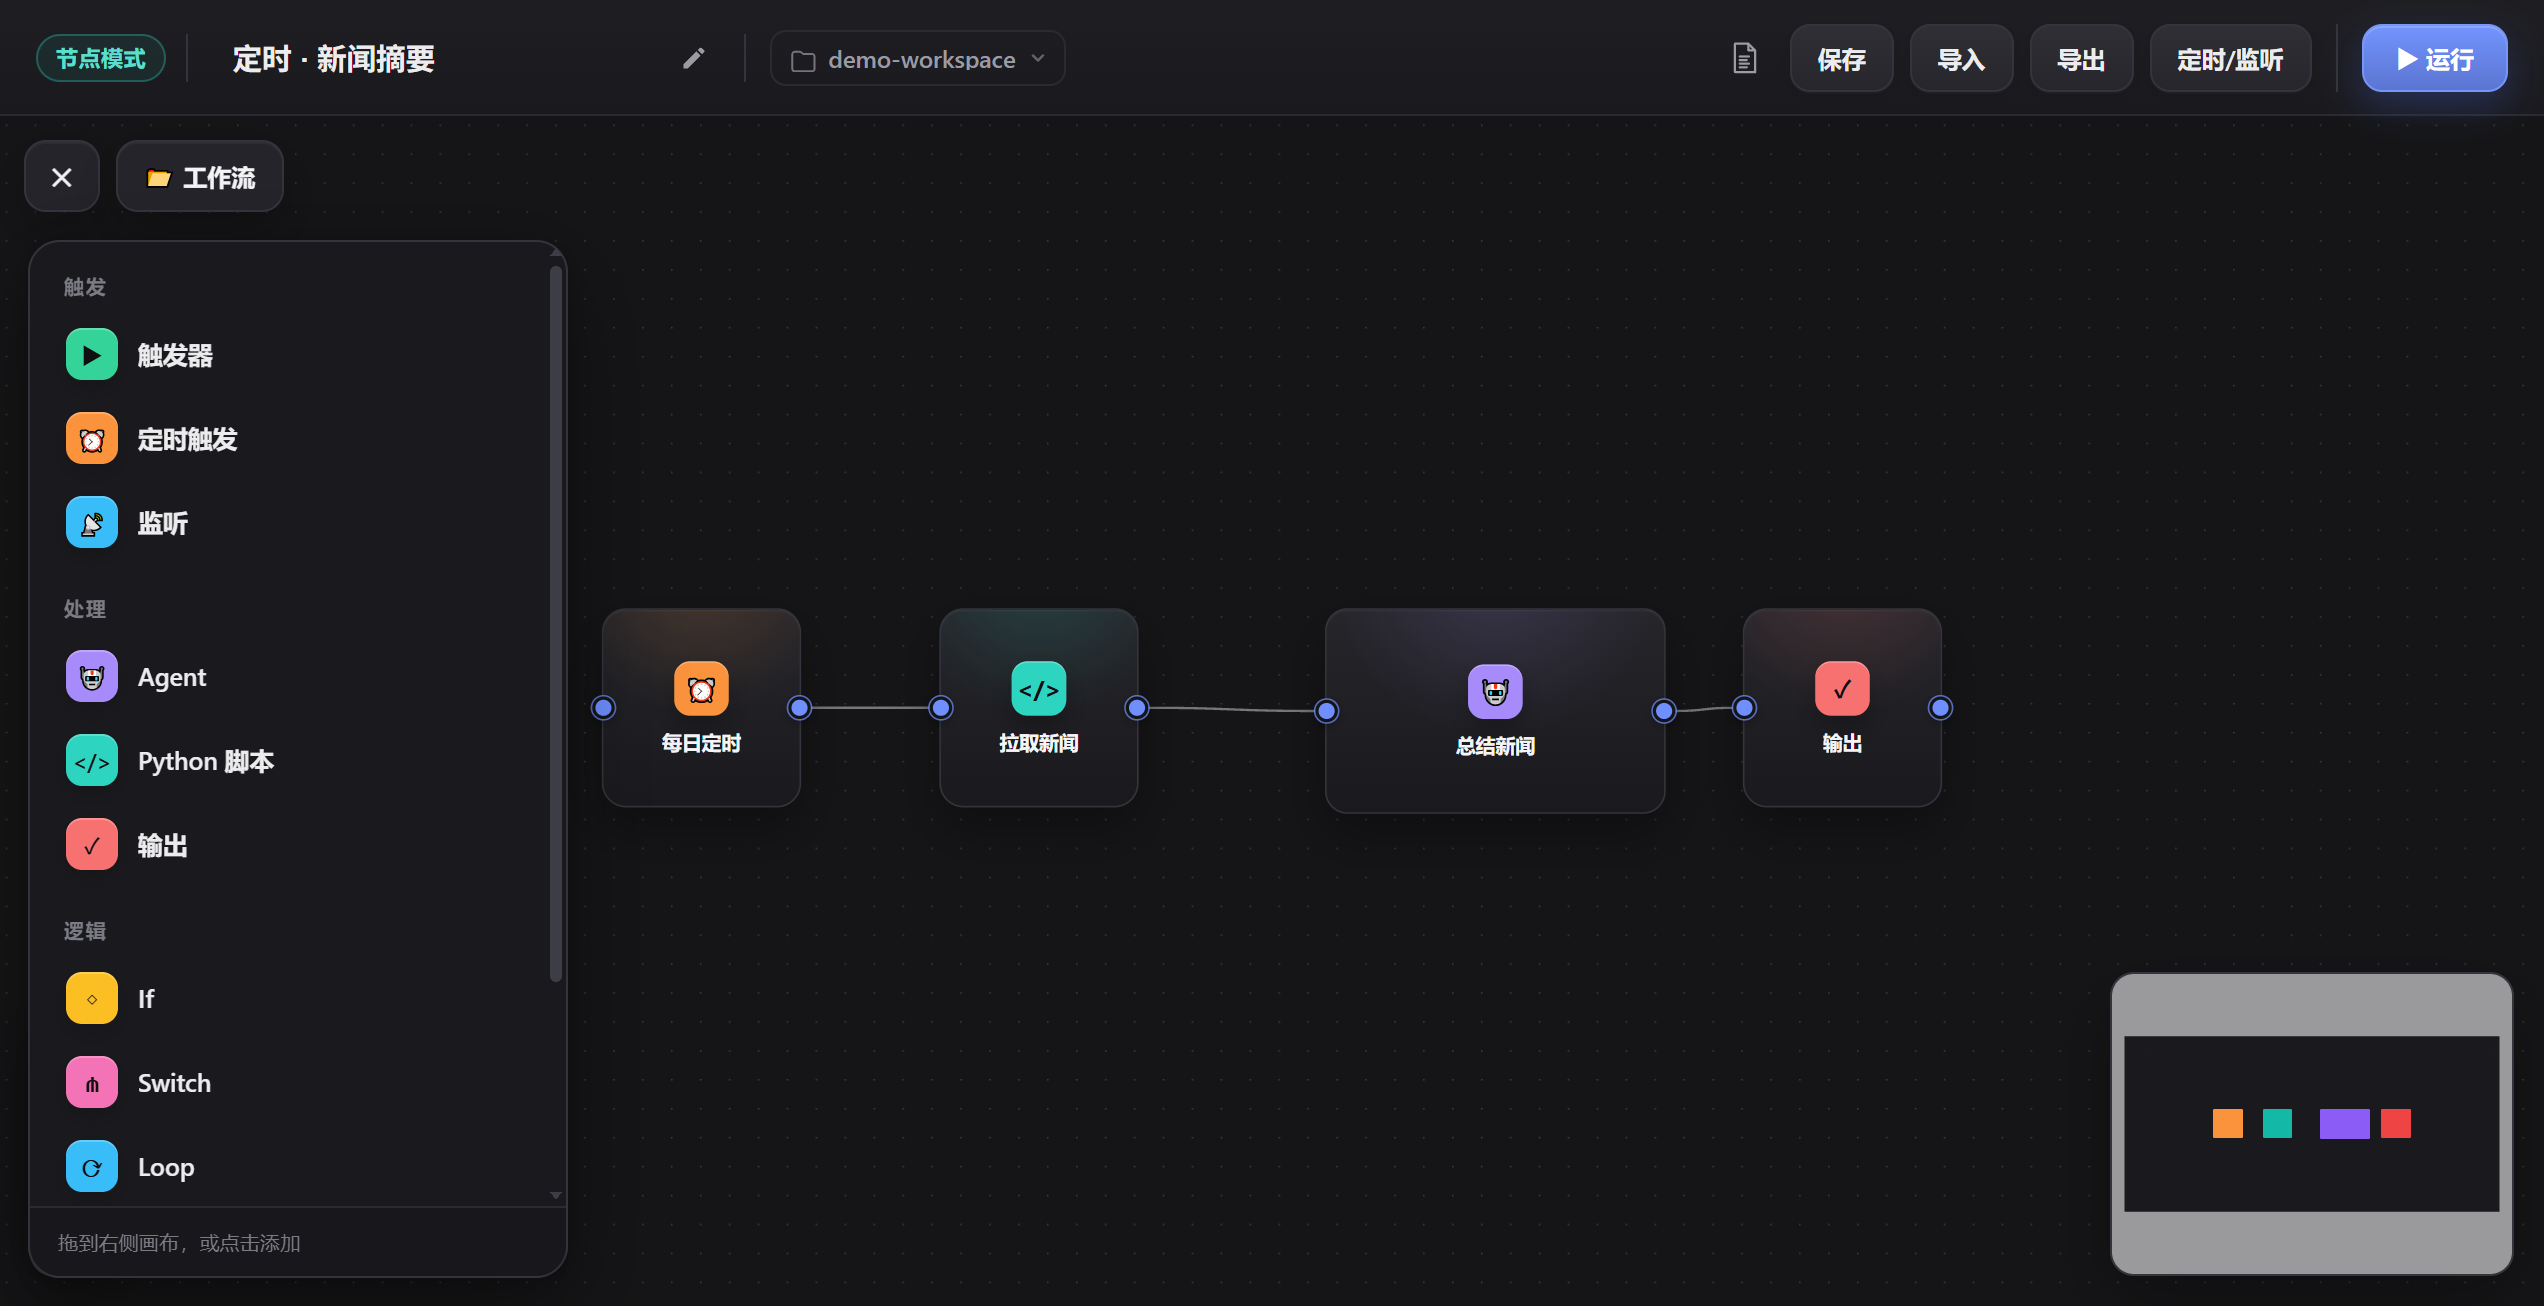 节点模式
定时 · 新闻摘要
demo-workspace
保存
导入
导出
定时/监听
▶ 运行
工作流
触发
触发器
定时触发
监听
处理
Agent
</> Python 脚本
✓ 输出
逻辑
If
Switch
Loop
拖到右侧画布，或点击添加
每日定时
</>
拉取新闻
总结新闻
✓
输出